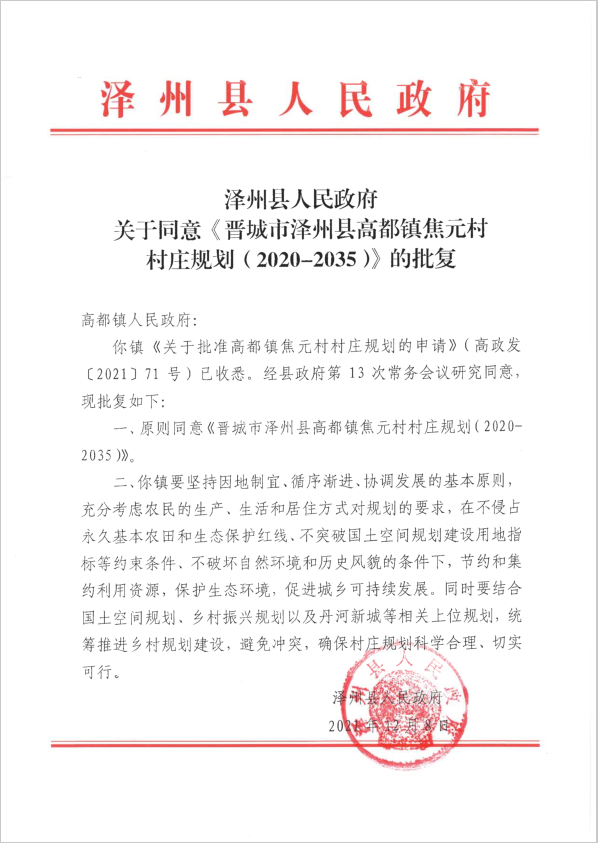 泽州县人民政府
泽州县人民政府
关于同意《晋城市泽州县高都镇焦元村
村庄规划（2020-2035）》的批复
高都镇人民政府：
你镇《关于批准高都镇焦元村村庄规划的申请》（高政发
〔2021〕71 号）已收悉。经县政府第 13 次常务会议研究同意，
现批复如下：
一、原则同意《晋城市泽州县高都镇焦元村村庄规划（2020-
2035）》。
二、你镇要坚持因地制宜、循序渐进、协调发展的基本原则，
充分考虑农民的生产、生活和居住方式对规划的要求，在不侵占
永久基本农田和生态保护红线、不突破国土空间规划建设用地指
标等约束条件、不破坏自然环境和历史风貌的条件下，节约和集
约利用资源，保护生态环境，促进城乡可持续发展。同时要结合
国土空间规划、乡村振兴规划以及丹河新城等相关上位规划，统
筹推进乡村规划建设，避免冲突，确保村庄规划科学合理、切实
可行。
泽州县人民政府
2021 年 12 月 8 日
泽州县人民政府